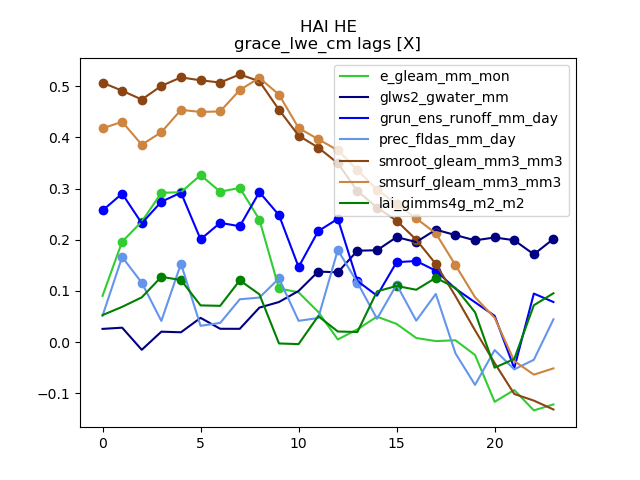 HAI HE
grace_lwe_cm lags [X]
e_gleam_mm_mon
glws2_gwater_mm
grun_ens_runoff_mm_day
prec_fldas_mm_day
smroot_gleam_mm3_mm3
smsurf_gleam_mm3_mm3
lai_gimms4g_m2_m2
0.5
0.4
0.3
0.2
0.1
0.0
−0.1
0
5
10
15
20